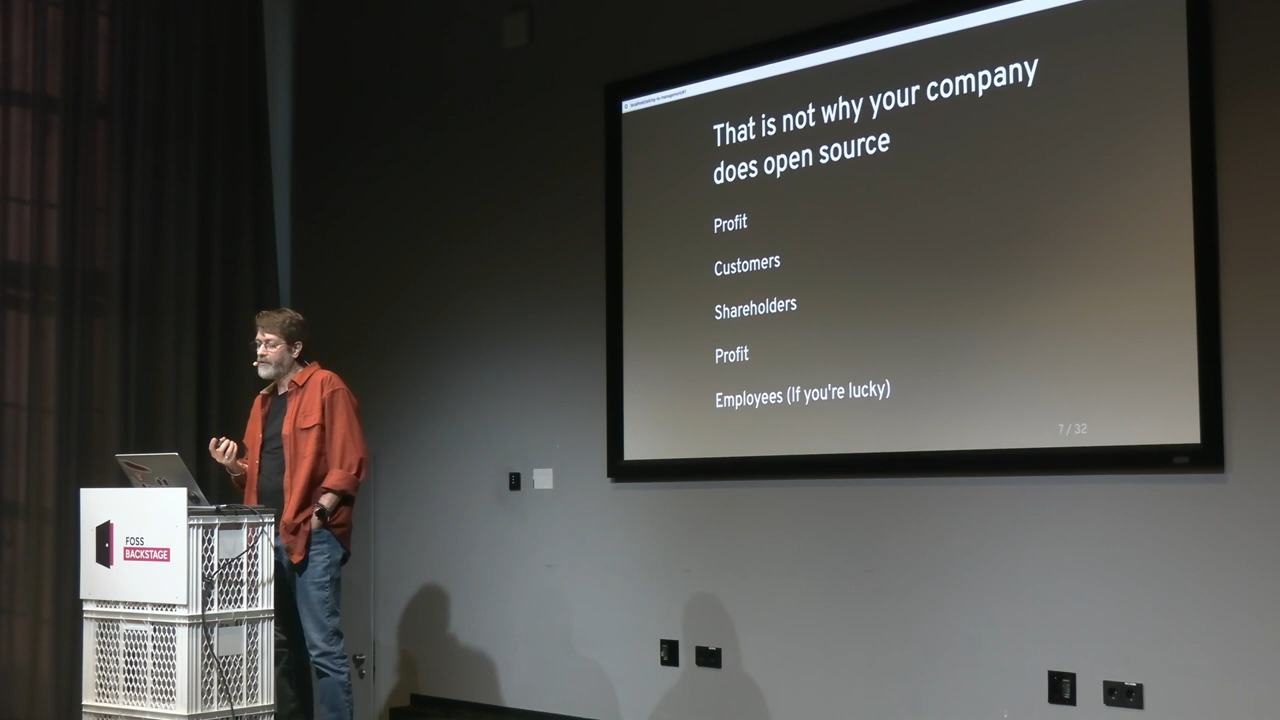 That is not why your company
does open source
Profit
Customers
Shareholders
Profit
Employees (If you're lucky)
7 / 32
FOSS
BACKSTAGE